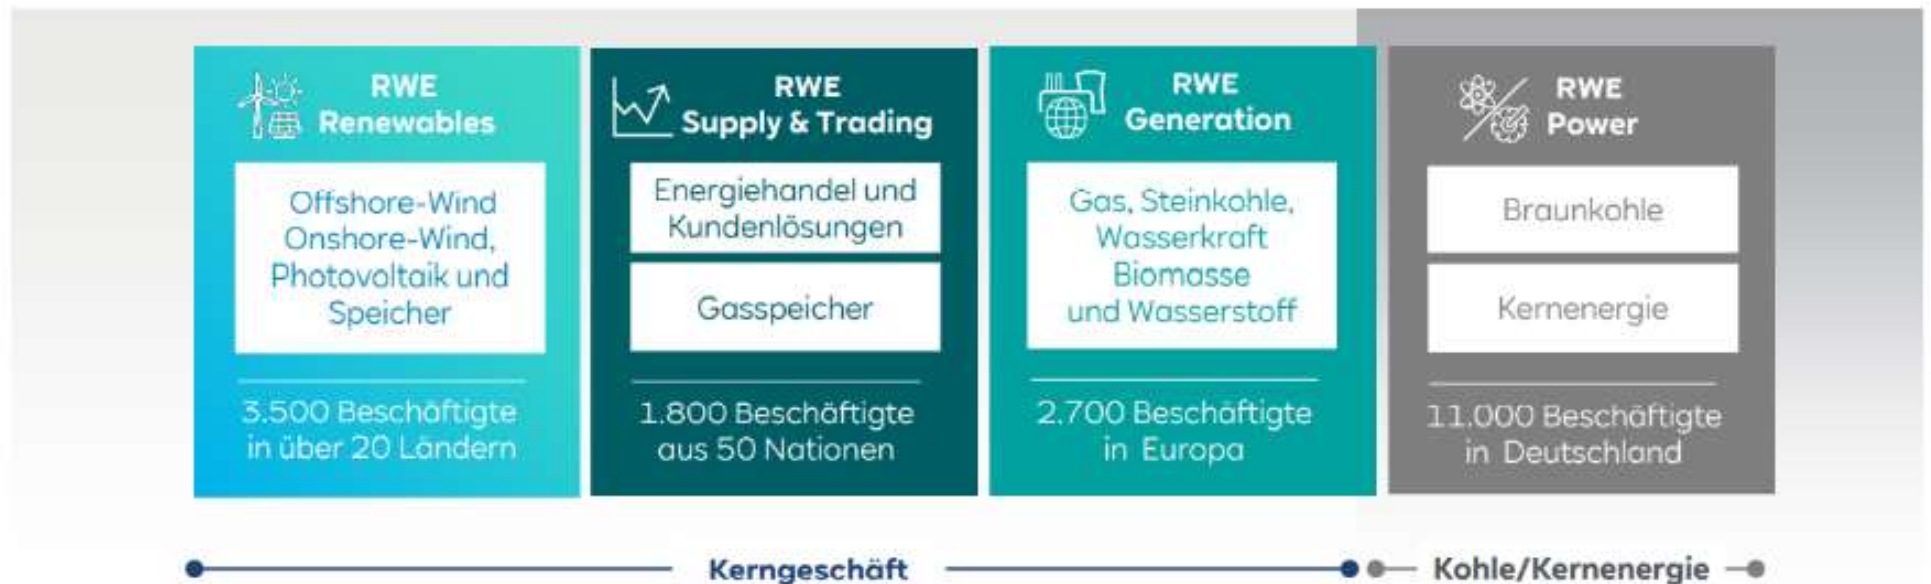 RWE
Renewables
Offshore-Wind
Onshore-Wind,
Photovoltaik und
Speicher
3.500 Beschäftigte
in über 20 Ländern
RWE
Supply & Trading
Energiehandel und
Kundenlösungen
Gasspeicher
1.800 Beschäftigte
aus 50 Nationen
RWE
Generation
Gas, Steinkohle,
Wasserkraft
Biomasse
und Wasserstoff
2.700 Beschäftigte
in Europa
RWE
Power
Braunkohle
Kernenergie
11.000 Beschäftigte
in Deutschland
Kerngeschäft
Kohle/Kernenergie